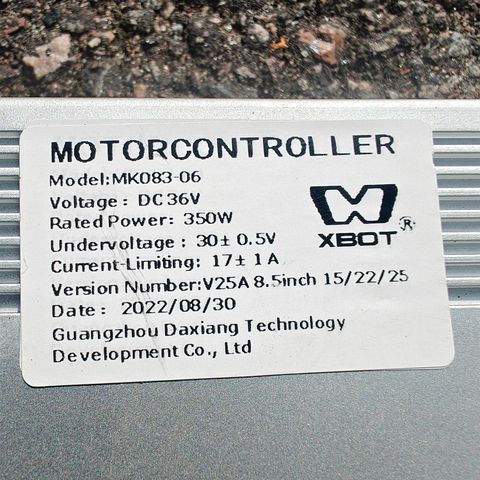 MOTORCONTROLLER
Model:MK083-06
Voltage : DC36V
Rated Power: 350W
Undervoltage : 30± 0.5V
Current-Limiting: 17± 1A
Version Number:V25A 8.5inch 15/22/25
Date : 2022/08/30
Guangzhou Daxiang Technology
Development Co., Ltd
XBOT®